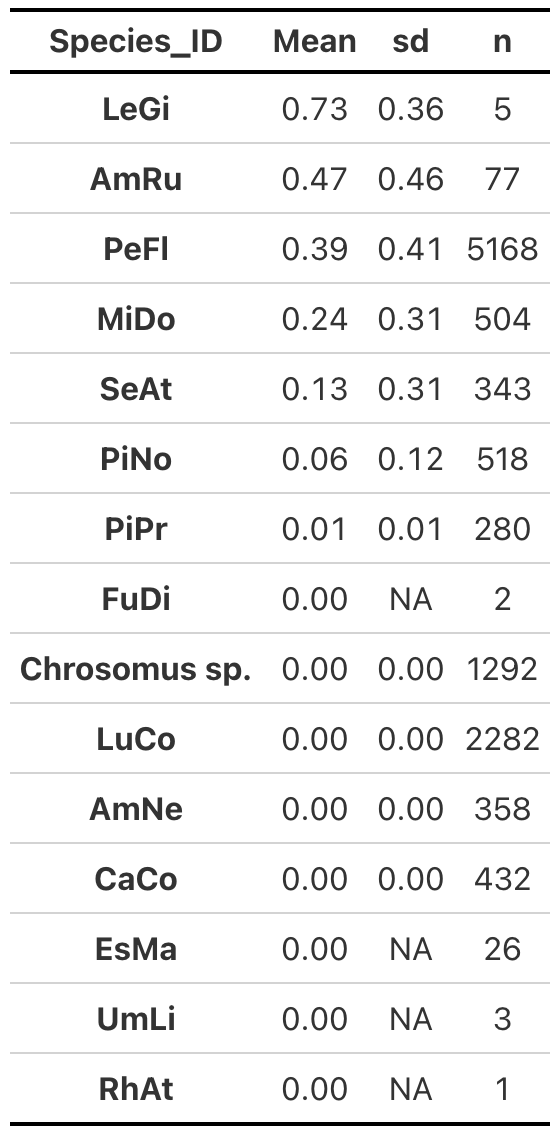 Species_ID Mean sd n
LeGi 0.73 0.36 5
AmRu 0.47 0.46 77
PeFl 0.39 0.41 5168
MiDo 0.24 0.31 504
SeAt 0.13 0.31 343
PiNo 0.06 0.12 518
PiPr 0.01 0.01 280
FuDi 0.00 NA 2
Chrosomus sp. 0.00 0.00 1292
LuCo 0.00 0.00 2282
AmNe 0.00 0.00 358
CaCo 0.00 0.00 432
EsMa 0.00 NA 26
UmLi 0.00 NA 3
RhAt 0.00 NA 1